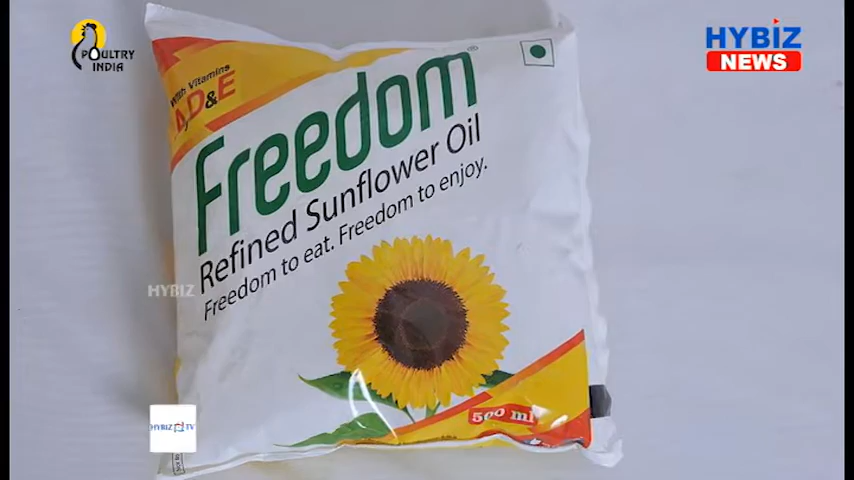 POULTRY
INDIA
HYBIZ
NEWS
With Vitamins
A,D&E
Freedom®
Refined Sunflower Oil
Freedom to eat. Freedom to enjoy.
HYBIZ
500 ml
HYBIZ TV